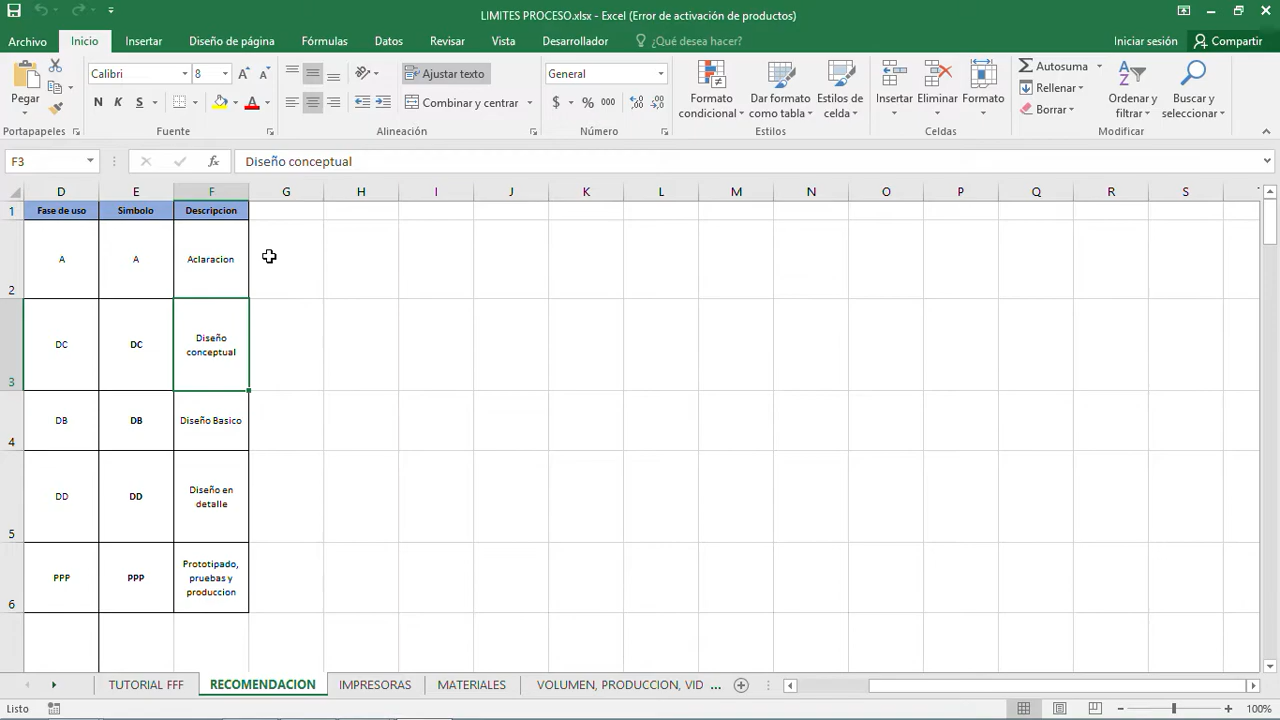 LIMITES PROCESO.xlsx - Excel (Error de activación de productos)
Archivo Inicio Insertar Diseño de página Fórmulas Datos Revisar Vista Desarrollador ¿Qué desea hacer? Iniciar sesión Compartir
Pegar
Calibri 8
Ajustar texto
General
Formato condicional
Dar formato como tabla
Estilos de celda
Insertar
Eliminar
Formato
Autosuma
Rellenar
Borrar
Ordenar y filtrar
Buscar y seleccionar
N K S
Combinar y centrar
$ % 000
Portapapeles Fuente Alineación Número Estilos Celdas Modificar
F3 fx Diseño conceptual
D E F G H I J K L M N O P Q R S
1 Fase de uso Simbolo Descripcion
2 A A Aclaracion
3 DC DC Diseño
conceptual
4 DB DB Diseño Basico
5 DD DD Diseño en
detalle
6 PPP PPP Prototipado,
pruebas y
produccion
TUTORIAL FFF RECOMENDACION IMPRESORAS MATERIALES VOLUMEN, PRODUCCION, VID ...
Listo 100%